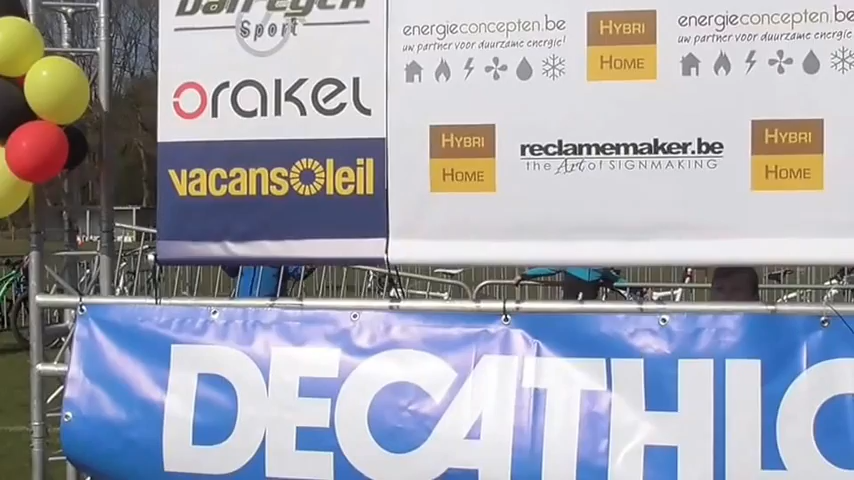 Sport
energieconcepten.be
UW PARTNER VOOR DUURZAME ENERGIE!
HYBRI
HOME
energieconcepten.b
UW PARTNER VOOR DUURZAME ENERGIE
orakel
HYBRI
HOME
reclamemaker.be
the Art of SIGNMAKING
HYBRI
HOME
vacansoleil
DECATHLO